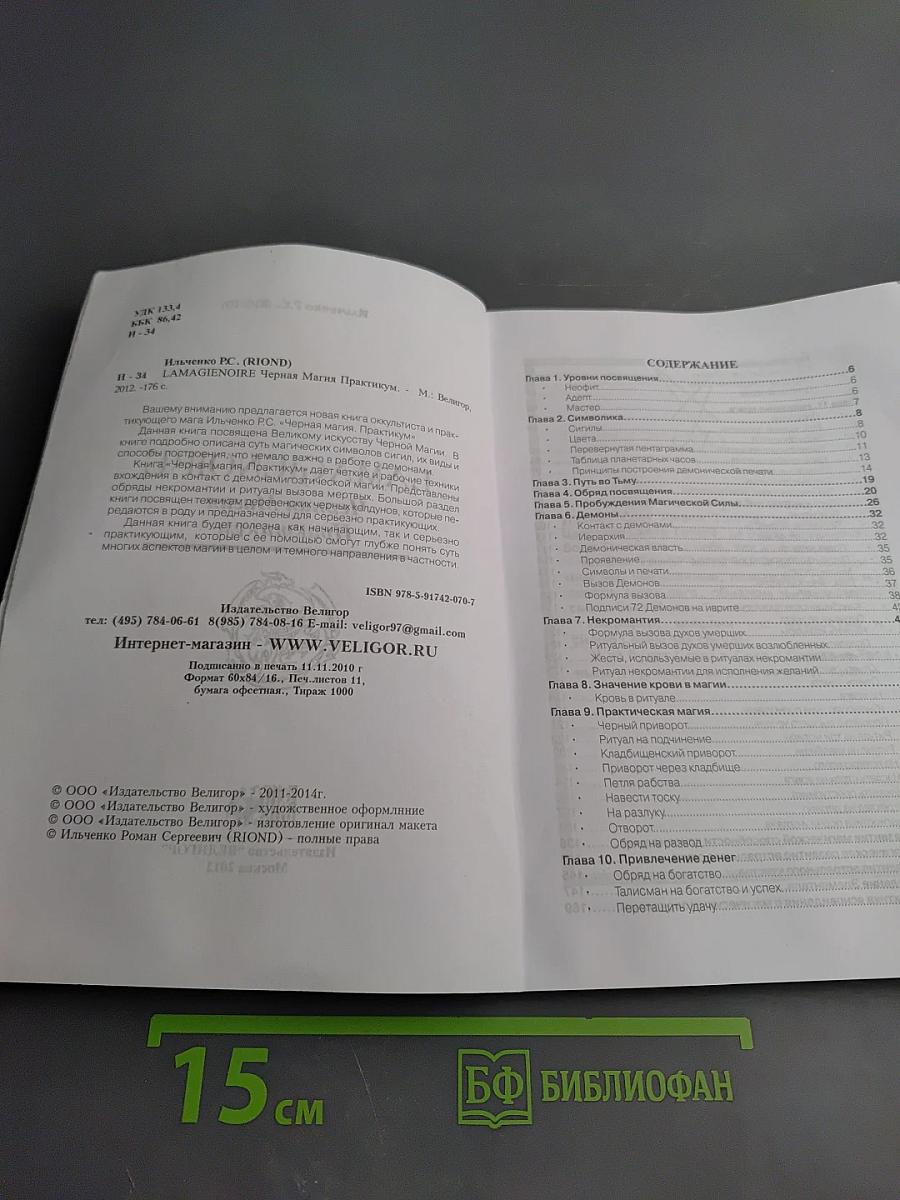 УДК 133,4
ББК 86,42
И - 34
Ильченко Р.С. (RIOND)
И - 34 LAMAGIENOIRE Черная Магия Практикум. - М.: Велигор,
2012. -176 с.
Вашему вниманию предлагается новая книга оккультиста и прак-
тикующего мага Ильченко Р.С. «Черная магия. Практикум»
Данная книга посвящена Великому искусству Черной Магии. В
книге подробно описана суть магических символов сигил, их виды и
способы построения, что немало важно в работе с демонами.
Книга «Черная магия. Практикум» дает четкие и рабочие техники
вхождения в контакт с демонамигоэтической магии. Представлены
обряды некромантии и ритуалы вызова мертвых. Большой раздел
книги посвящен техникам деревенских черных колдунов, которые пе-
редаются в роду и предназначены для серьезно практикующих.
Данная книга будет полезна как начинающим, так и серьезно
практикующим, которые с ее помощью смогут глубже понять суть
многих аспектов магии в целом и темного направления в частности.
ISBN 978-5-91742-070-7
Издательство Велигор
тел: (495) 784-06-61 8(985) 784-08-16 E-mail: veligor97@gmail.com
Интернет-магазин - WWW.VELIGOR.RU
Подписанно в печать 11.11.2010 г
Формат 60x84/16., Печ.листов 11,
бумага офсетная., Тираж 1000
© ООО «Издательство Велигор» - 2011-2014г.
© ООО «Издательство Велигор» - художественное оформлние
© ООО «Издательство Велигор» - изготовление оригинал макета
© Ильченко Роман Сергеевич (RIOND) - полные права
СОДЕРЖАНИЕ
Глава 1. Уровни посвящения 6
• Неофит 6
• Адепт 6
• Мастер 7
Глава 2. Символика 8
• Сигилы 8
• Цвета 10
• Перевернутая пентаграмма 11
• Таблица планетарных часов 13
• Принципы построения демонической печати 14
Глава 3. Путь во Тьму 19
Глава 4. Обряд посвящения 20
Глава 5. Пробуждения Магической Силы 26
Глава 6. Демоны 32
• Контакт с демонами 32
• Иерархия 32
• Демоническая власть 35
• Проявление 35
• Символы и печати 36
• Вызов Демонов 37
• Формула вызова 38
• Подписи 72 Демонов на иврите
Глава 7. Некромантия
• Формула вызова духов умерших
• Ритуальный вызов духов умерших возлюбленных
• Жесты, используемые в ритуалах некромантии
• Ритуал некромантии для исполнения желаний
Глава 8. Значение крови в магии
• Кровь в ритуале
Глава 9. Практическая магия
• Черный приворот
• Ритуал на подчинение
• Кладбищенский приворот
• Приворот через кладбище
• Петля рабства
• Навести тоску
• На разлуку
• Отворот
• Обряд на развод
Глава 10. Привлечение денег
• Обряд на богатство
• Талисман на богатство и успех
• Перетащить удачу
15 см
БФ БИБЛИОФАН